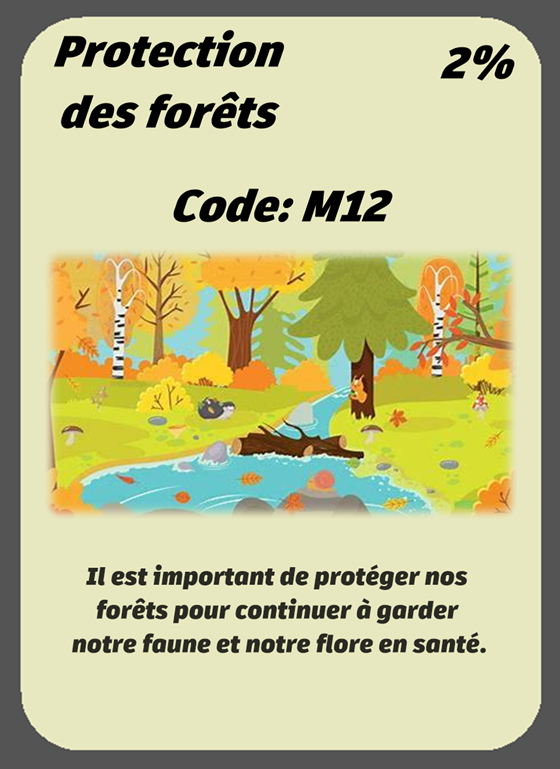 Protection
des forêts
2%
Code: M12
Il est important de protéger nos
forêts pour continuer à garder
notre faune et notre flore en santé.